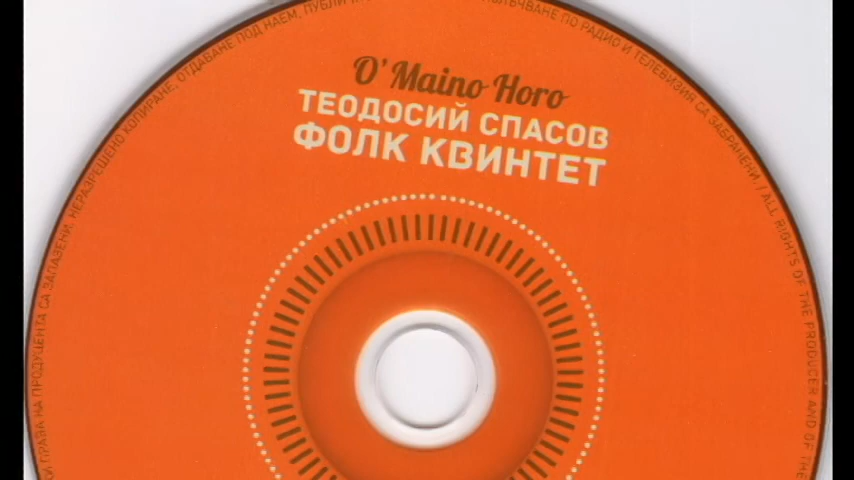 O' Maino Horo
ТЕОДОСИЙ СПАСОВ
ФОЛК КВИНТЕТ
ПРАВА НА ПРОДУЦЕНТА СА ЗАПАЗЕНИ. НЕРАЗРЕШЕНО КОПИРАНЕ, ОТДАВАНЕ ПОД НАЕМ, ПО РАДИО И ТЕЛЕВИЗИЯ СА ЗАБРАНЕНИ. / ALL RIGHTS OF THE PRODUCER AND OF THE